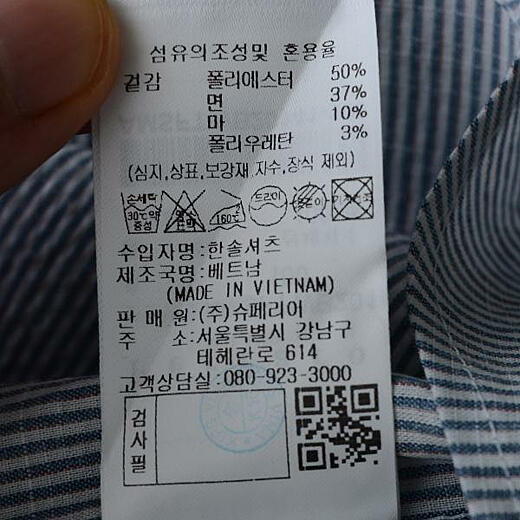 섬유의조성및 혼용율
겉감 폴리에스터 50%
면 37%
마 10%
폴리우레탄 3%
(심지,상표,보강재,자수,장식 제외)
손세탁 30℃약 중성 160℃ 드라이
수입자명:한솔셔츠
제조국명:베트남
(MADE IN VIETNAM)
판 매 원:(주)슈페리어
주 소:서울특별시 강남구
테헤란로 614
고객상담실:080-923-3000
검사필